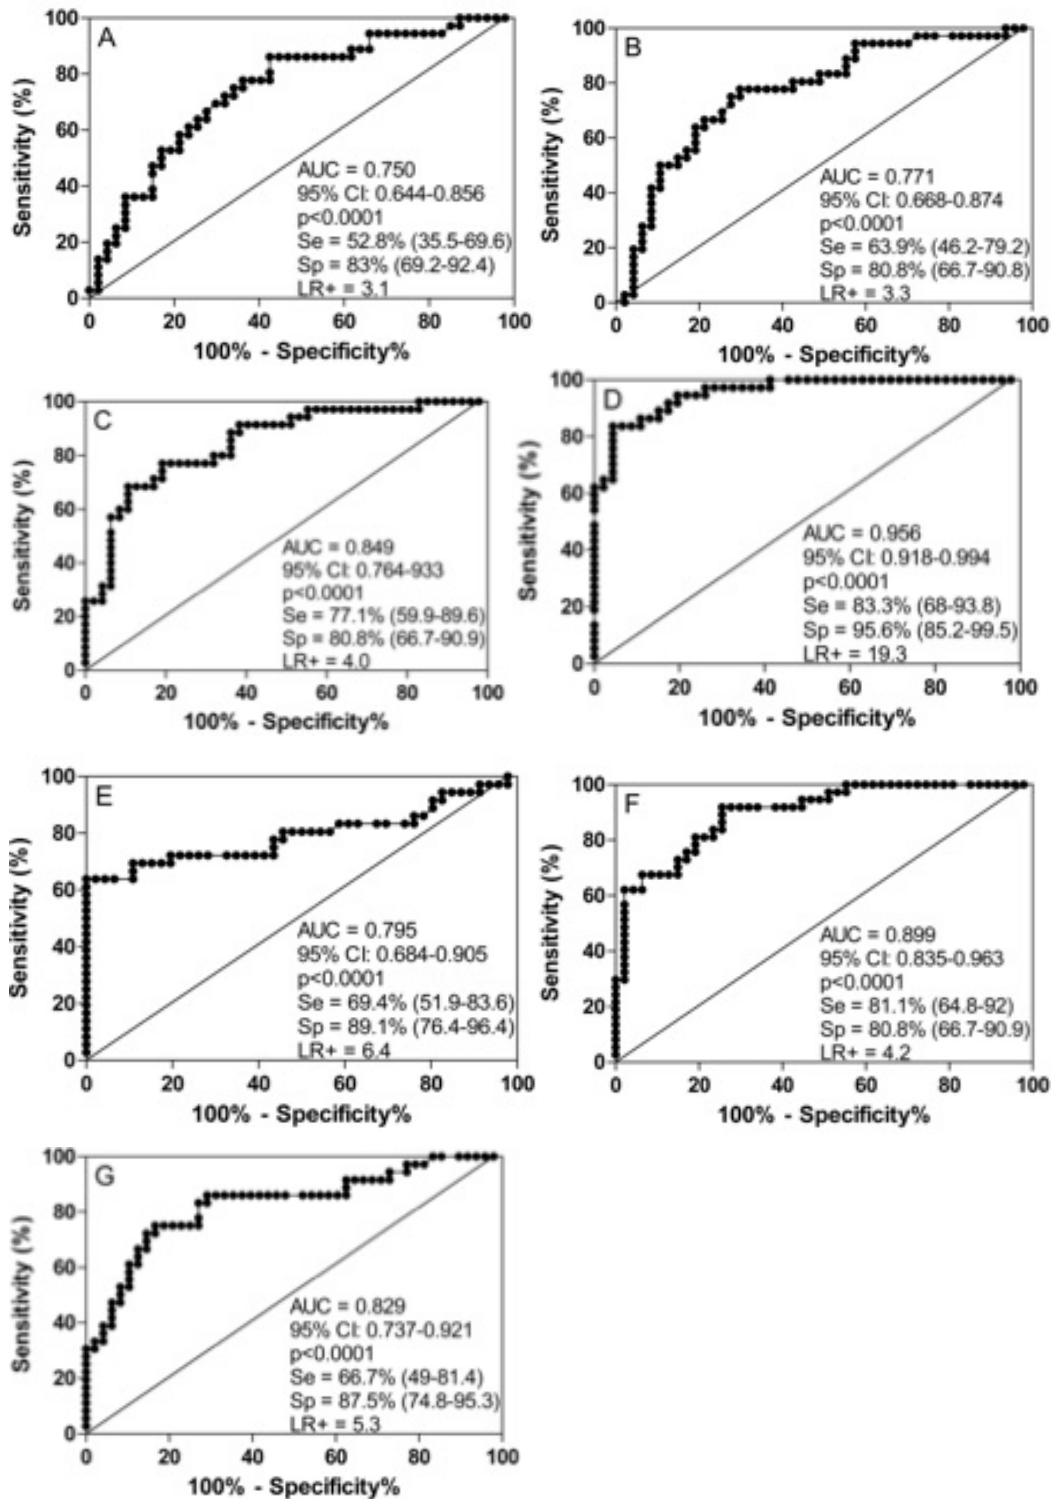 A
Sensitivity (%)
100
80
60
40
20
0
AUC = 0.750
95% CI: 0.644-0.856
p<0.0001
Se = 52.8% (35.5-69.6)
Sp = 83% (69.2-92.4)
LR+ = 3.1
0 20 40 60 80 100
100% - Specificity%
B
Sensitivity (%)
100
80
60
40
20
0
AUC = 0.771
95% CI: 0.668-0.874
p<0.0001
Se = 63.9% (46.2-79.2)
Sp = 80.8% (66.7-90.8)
LR+ = 3.3
0 20 40 60 80 100
100% - Specificity%
C
Sensitivity (%)
100
80
60
40
20
0
AUC = 0.849
95% CI: 0.764-933
p<0.0001
Se = 77.1% (59.9-89.6)
Sp = 80.8% (66.7-90.9)
LR+ = 4.0
0 20 40 60 80 100
100% - Specificity%
D
Sensitivity (%)
100
80
60
40
20
0
AUC = 0.956
95% CI: 0.918-0.994
p<0.0001
Se = 83.3% (68-93.8)
Sp = 95.6% (85.2-99.5)
LR+ = 19.3
0 20 40 60 80 100
100% - Specificity%
E
Sensitivity (%)
100
80
60
40
20
0
AUC = 0.795
95% CI: 0.684-0.905
p<0.0001
Se = 69.4% (51.9-83.6)
Sp = 89.1% (76.4-96.4)
LR+ = 6.4
0 20 40 60 80 100
100% - Specificity%
F
Sensitivity (%)
100
80
60
40
20
0
AUC = 0.899
95% CI: 0.835-0.963
p<0.0001
Se = 81.1% (64.8-92)
Sp = 80.8% (66.7-90.9)
LR+ = 4.2
0 20 40 60 80 100
100% - Specificity%
G
Sensitivity (%)
100
80
60
40
20
0
AUC = 0.829
95% CI: 0.737-0.921
p<0.0001
Se = 66.7% (49-81.4)
Sp = 87.5% (74.8-95.3)
LR+ = 5.3
0 20 40 60 80 100
100% - Specificity%